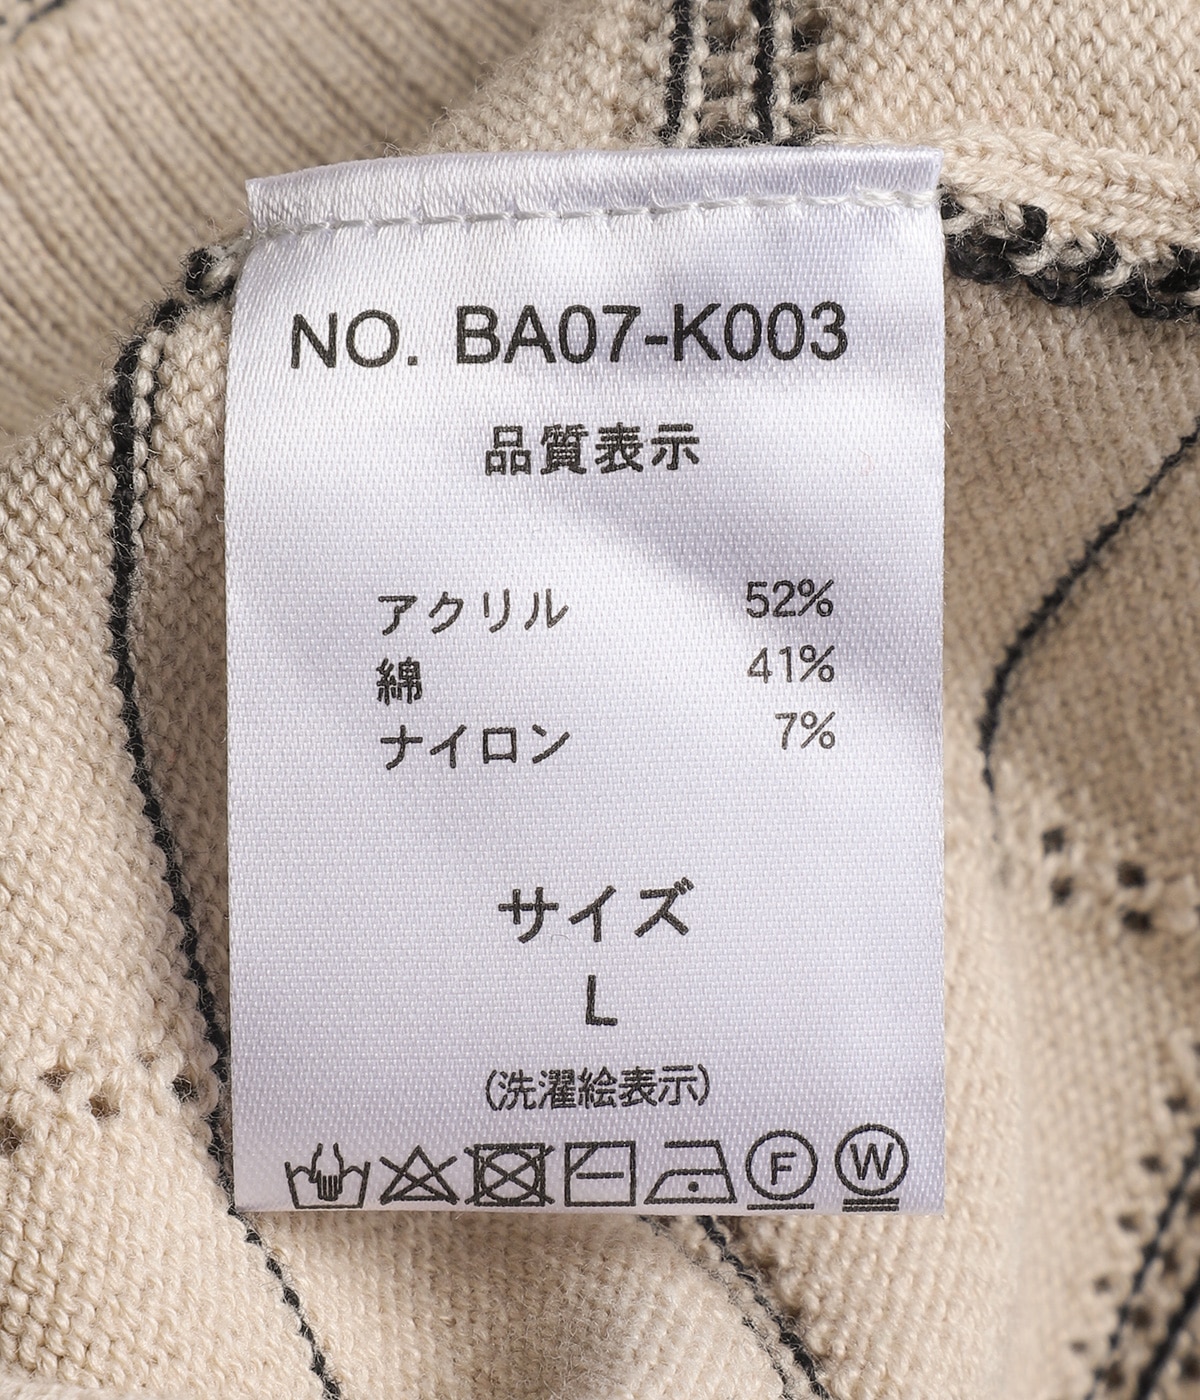 NO. BA07-K003
品質表示
アクリル 52%
綿 41%
ナイロン 7%
サイズ
L
(洗濯絵表示)
F W